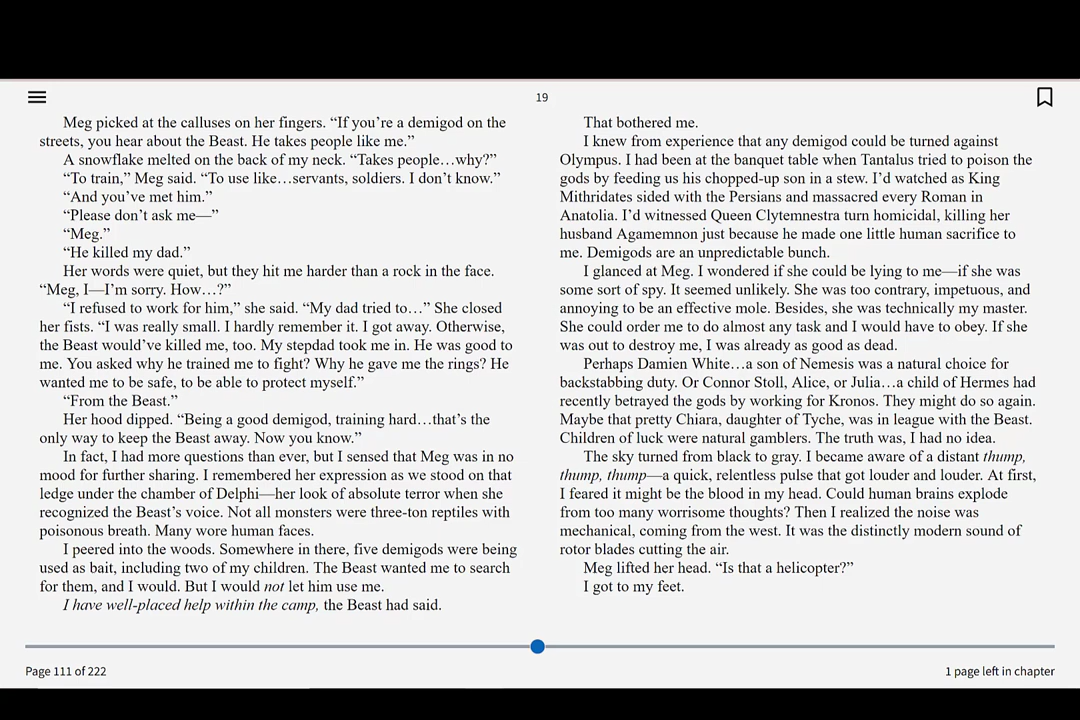 19
Meg picked at the calluses on her fingers. “If you’re a demigod on the
streets, you hear about the Beast. He takes people like me.”
A snowflake melted on the back of my neck. “Takes people…why?”
“To train,” Meg said. “To use like…servants, soldiers. I don’t know.”
“And you’ve met him.”
“Please don’t ask me—”
“Meg.”
“He killed my dad.”
Her words were quiet, but they hit me harder than a rock in the face.
“Meg, I—I’m sorry. How…?”
“I refused to work for him,” she said. “My dad tried to…” She closed
her fists. “I was really small. I hardly remember it. I got away. Otherwise,
the Beast would’ve killed me, too. My stepdad took me in. He was good to
me. You asked why he trained me to fight? Why he gave me the rings? He
wanted me to be safe, to be able to protect myself.”
“From the Beast.”
Her hood dipped. “Being a good demigod, training hard…that’s the
only way to keep the Beast away. Now you know.”
In fact, I had more questions than ever, but I sensed that Meg was in no
mood for further sharing. I remembered her expression as we stood on that
ledge under the chamber of Delphi—her look of absolute terror when she
recognized the Beast’s voice. Not all monsters were three-ton reptiles with
poisonous breath. Many wore human faces.
I peered into the woods. Somewhere in there, five demigods were being
used as bait, including two of my children. The Beast wanted me to search
for them, and I would. But I would not let him use me.
I have well-placed help within the camp, the Beast had said.
That bothered me.
I knew from experience that any demigod could be turned against
Olympus. I had been at the banquet table when Tantalus tried to poison the
gods by feeding us his chopped-up son in a stew. I’d watched as King
Mithridates sided with the Persians and massacred every Roman in
Anatolia. I’d witnessed Queen Clytemnestra turn homicidal, killing her
husband Agamemnon just because he made one little human sacrifice to
me. Demigods are an unpredictable bunch.
I glanced at Meg. I wondered if she could be lying to me—if she was
some sort of spy. It seemed unlikely. She was too contrary, impetuous, and
annoying to be an effective mole. Besides, she was technically my master.
She could order me to do almost any task and I would have to obey. If she
was out to destroy me, I was already as good as dead.
Perhaps Damien White…a son of Nemesis was a natural choice for
backstabbing duty. Or Connor Stoll, Alice, or Julia…a child of Hermes had
recently betrayed the gods by working for Kronos. They might do so again.
Maybe that pretty Chiara, daughter of Tyche, was in league with the Beast.
Children of luck were natural gamblers. The truth was, I had no idea.
The sky turned from black to gray. I became aware of a distant thump,
thump, thump—a quick, relentless pulse that got louder and louder. At first,
I feared it might be the blood in my head. Could human brains explode
from too many worrisome thoughts? Then I realized the noise was
mechanical, coming from the west. It was the distinctly modern sound of
rotor blades cutting the air.
Meg lifted her head. “Is that a helicopter?”
I got to my feet.
Page 111 of 222
1 page left in chapter